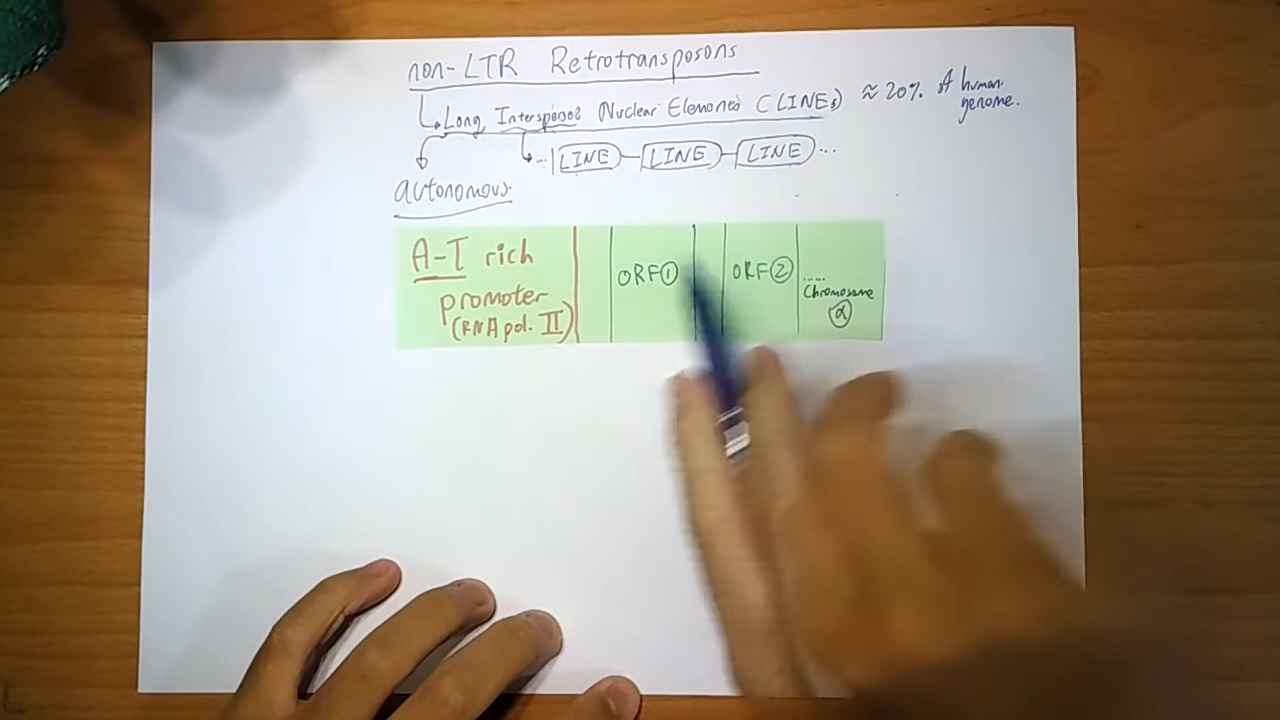 non-LTR Retrotransposons
Long Interspersed Nuclear Elements (LINEs) ≈ 20% of human genome.
...LINE LINE LINE...
autonomous.
A-T rich
promoter
(RNA pol. II)
ORF①
ORF②
......
Chromosome
α